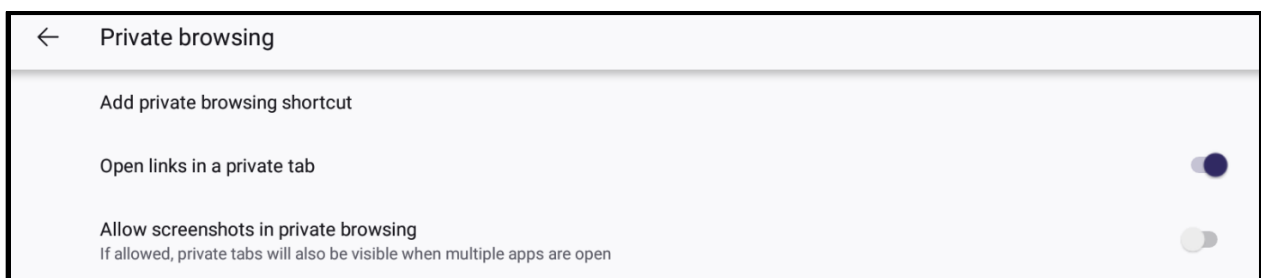 Private browsing
Add private browsing shortcut
Open links in a private tab
Allow screenshots in private browsing
If allowed, private tabs will also be visible when multiple apps are open